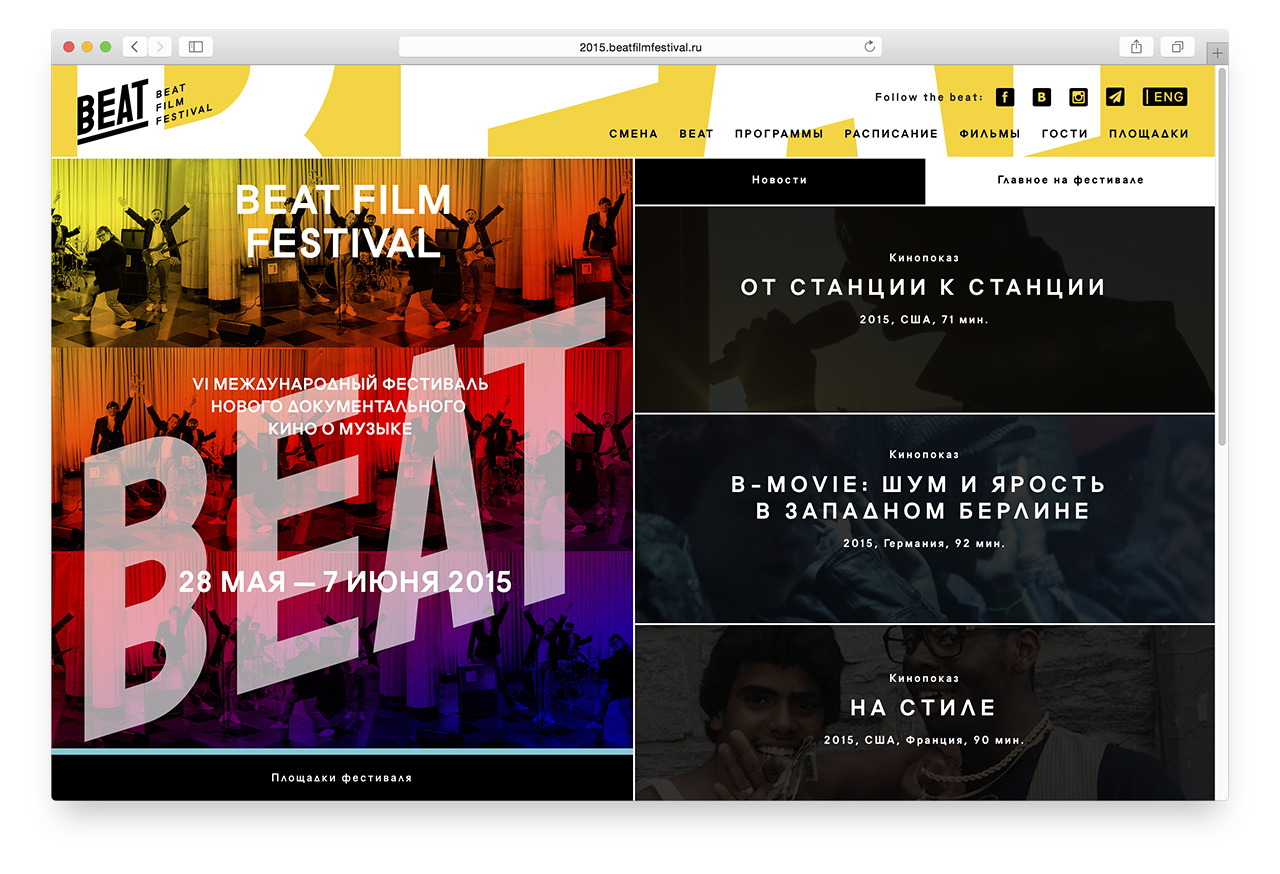 2015.beatfilmfestival.ru
BEAT
BEAT
FILM
FESTIVAL
Follow the beat:
f
B
ENG
СМЕНА BEAT ПРОГРАММЫ РАСПИСАНИЕ ФИЛЬМЫ ГОСТИ ПЛОЩАДКИ
BEAT FILM
FESTIVAL
VI МЕЖДУНАРОДНЫЙ ФЕСТИВАЛЬ
НОВОГО ДОКУМЕНТАЛЬНОГО
КИНО О МУЗЫКЕ
BEAT
28 МАЯ — 7 ИЮНЯ 2015
Площадки фестиваля
Новости
Главное на фестивале
Кинопоказ
ОТ СТАНЦИИ К СТАНЦИИ
2015, США, 71 мин.
Кинопоказ
B-MOVIE: ШУМ И ЯРОСТЬ
В ЗАПАДНОМ БЕРЛИНЕ
2015, Германия, 92 мин.
Кинопоказ
НА СТИЛЕ
2015, США, Франция, 90 мин.